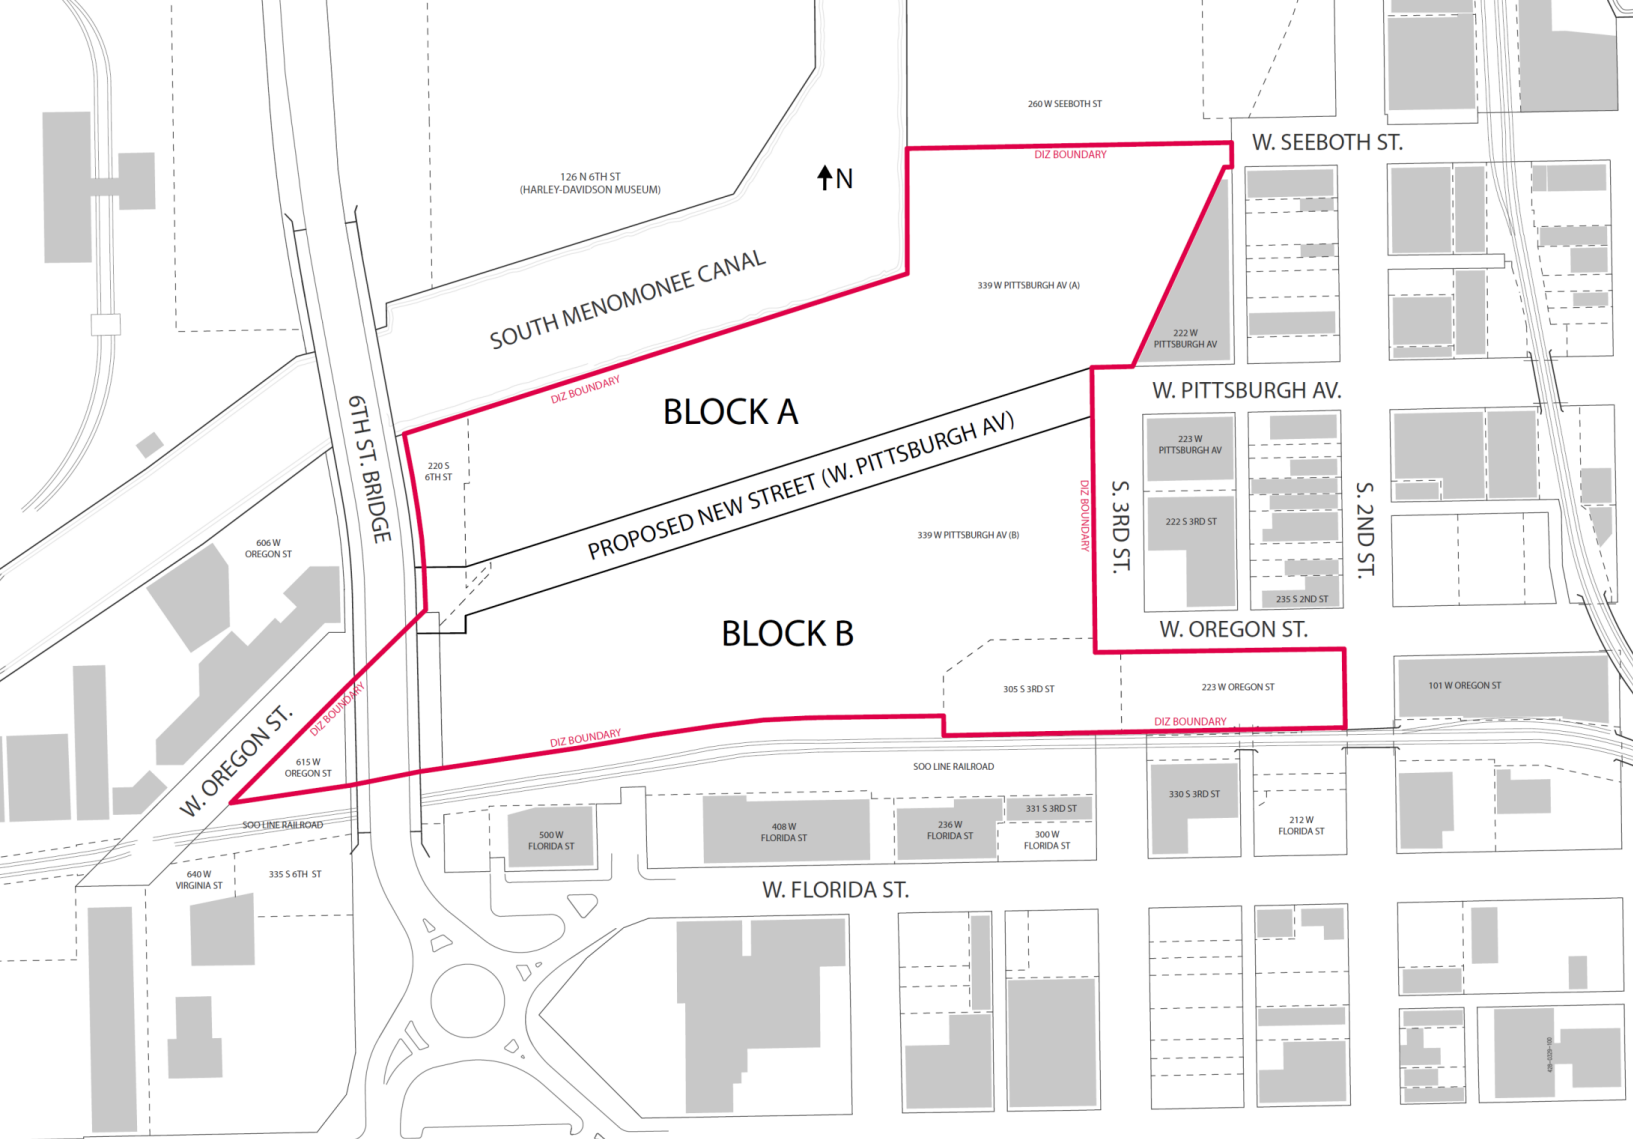 260 W SEEBOTH ST
W. SEEBOTH ST.
DIZ BOUNDARY
126 N 6TH ST
(HARLEY-DAVIDSON MUSEUM)
N
SOUTH MENOMONEE CANAL
339 W PITTSBURGH AV (A)
222 W
PITTSBURGH AV
DIZ BOUNDARY
W. PITTSBURGH AV.
BLOCK A
6TH ST. BRIDGE
PROPOSED NEW STREET (W. PITTSBURGH AV)
220 S
6TH ST
223 W
PITTSBURGH AV
DIZ BOUNDARY
S. 3RD ST.
222 S 3RD ST
S. 2ND ST.
339 W PITTSBURGH AV (B)
606 W
OREGON ST
235 S 2ND ST
BLOCK B
W. OREGON ST.
305 S 3RD ST
223 W OREGON ST
101 W OREGON ST
DIZ BOUNDARY
DIZ BOUNDARY
DIZ BOUNDARY
W. OREGON ST.
615 W
OREGON ST
SOO LINE RAILROAD
SOO LINE RAILROAD
330 S 3RD ST
331 S 3RD ST
500 W
FLORIDA ST
408 W
FLORIDA ST
236 W
FLORIDA ST
300 W
FLORIDA ST
212 W
FLORIDA ST
640 W
VIRGINIA ST
335 S 6TH ST
W. FLORIDA ST.